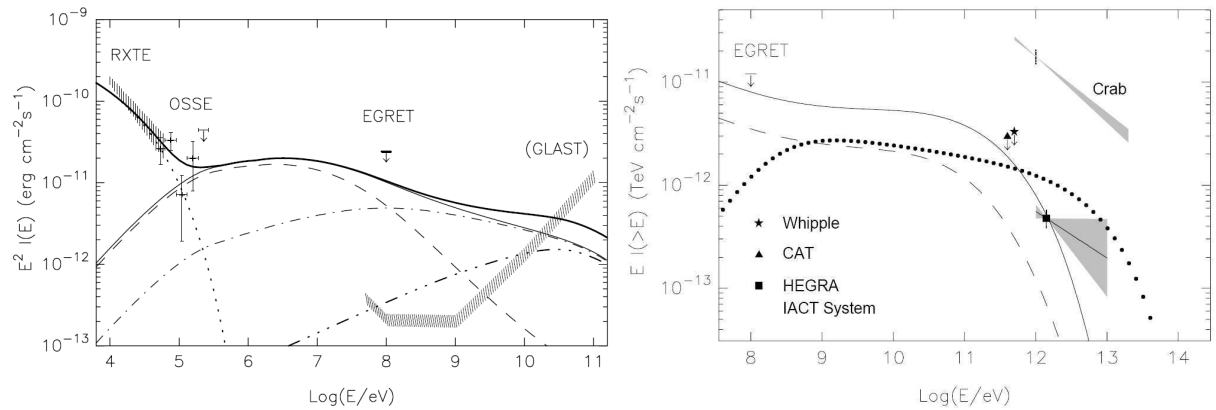 10^-9
10^-10
10^-11
10^-12
10^-13
E² I(E) (erg cm^-2s^-1)
RXTE
OSSE
EGRET
(GLAST)
4 5 6 7 8 9 10 11
Log(E/eV)
10^-11
10^-12
10^-13
E I(>E) (TeV cm^-2s^-1)
EGRET
Crab
Whipple
CAT
HEGRA
IACT System
8 9 10 11 12 13 14
Log(E/eV)